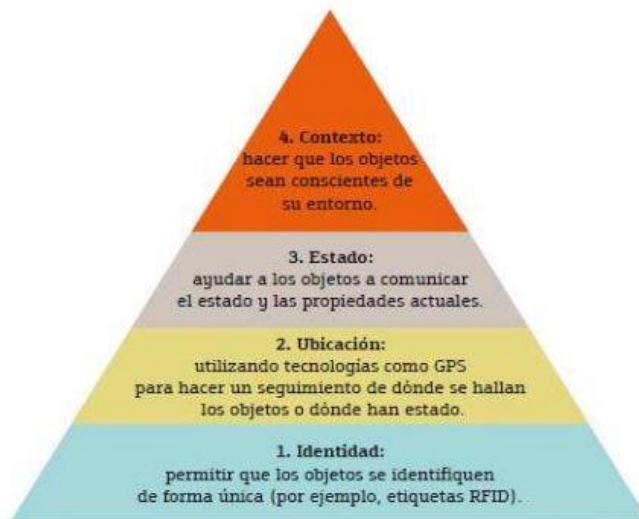 4. Contexto:
hacer que los objetos
sean conscientes de
su entorno.
3. Estado:
ayudar a los objetos a comunicar
el estado y las propiedades actuales.
2. Ubicación:
utilizando tecnologías como GPS
para hacer un seguimiento de dónde se hallan
los objetos o dónde han estado.
1. Identidad:
permitir que los objetos se identifiquen
de forma única (por ejemplo, etiquetas RFID).